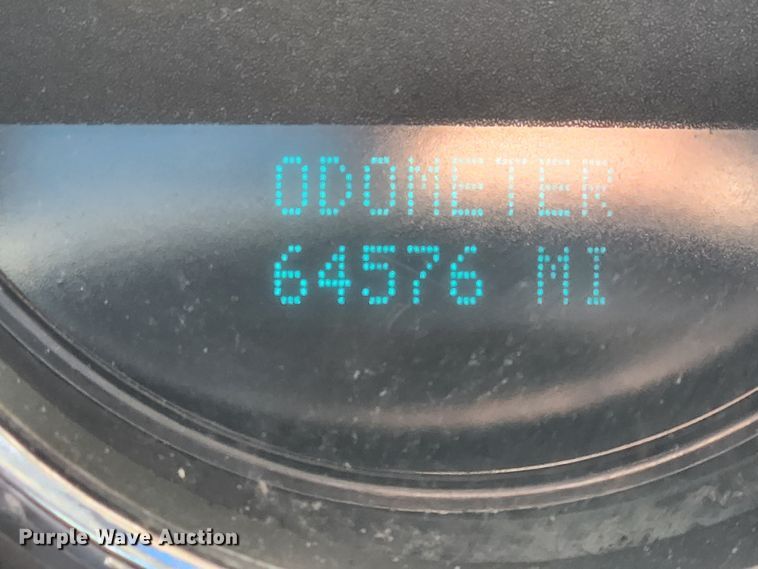 ODOMETER
64576 MI
Purple Wave Auction